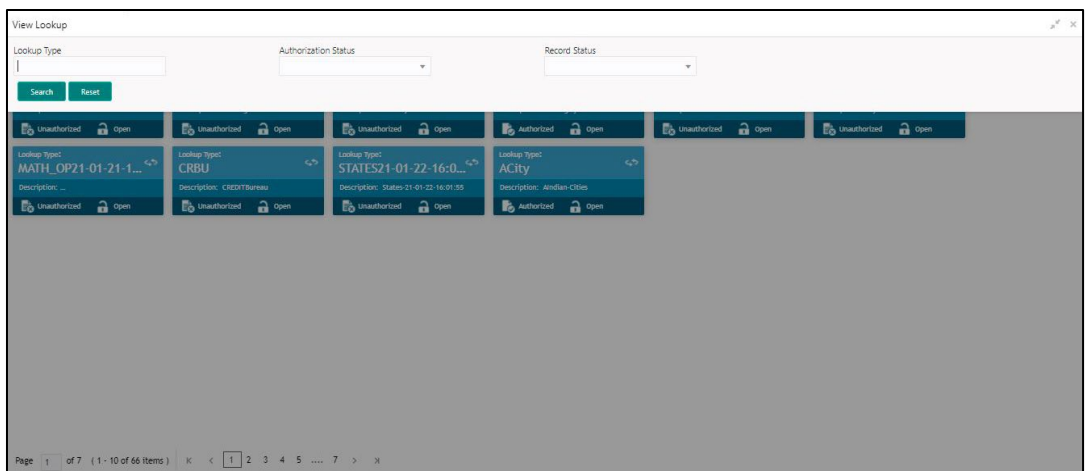 View Lookup
Lookup Type Authorization Status Record Status
Search Reset
Unauthorized Open Unauthorized Open Unauthorized Open Authorized Open Unauthorized Open Unauthorized Open
Lookup Type: Lookup Type: Lookup Type: Lookup Type:
MATH_OP21-01-21-1... CRBU STATES21-01-22-16:0... ACity
Description: ... Description: CREDITBureau Description: States-21-01-22-16:01:55 Description: AIndian-Cities
Unauthorized Open Unauthorized Open Unauthorized Open Authorized Open
Page 1 of 7 ( 1 - 10 of 66 items ) 1 2 3 4 5 .... 7